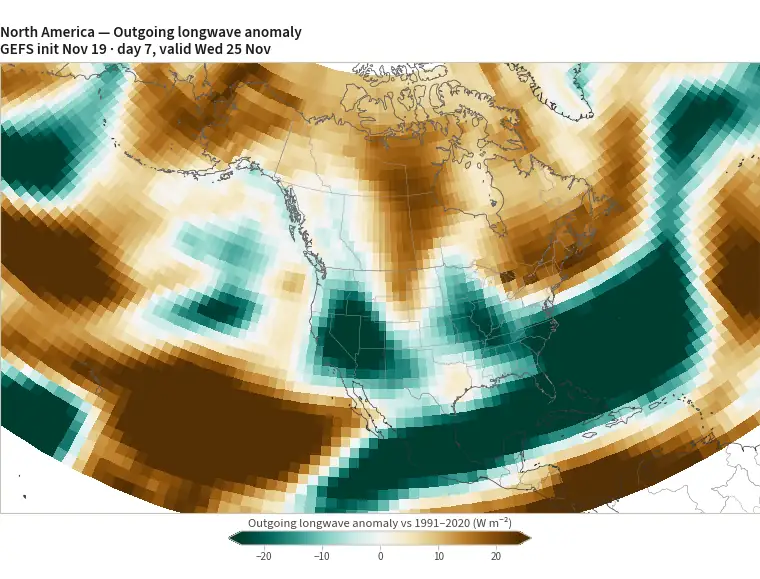 North America — Outgoing longwave anomaly
GEFS init Nov 19 · day 7, valid Wed 25 Nov
Outgoing longwave anomaly vs 1991–2020 (W m⁻²)
−20 −10 0 10 20